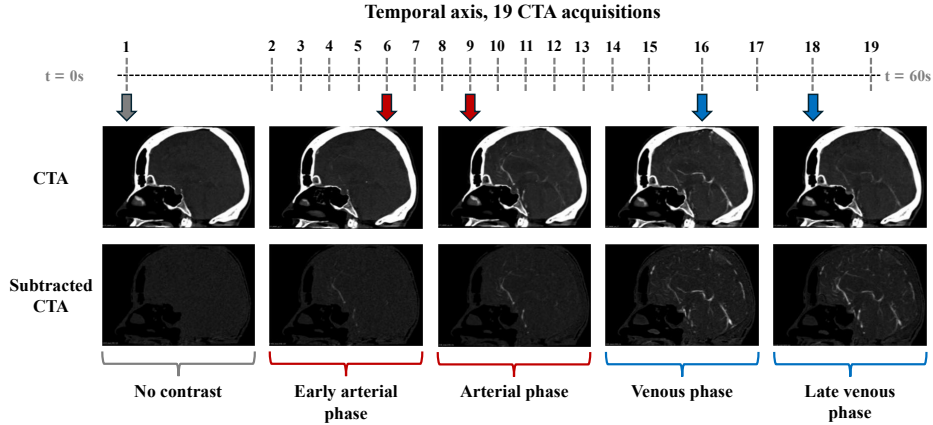 Temporal axis, 19 CTA acquisitions
1 2 3 4 5 6 7 8 9 10 11 12 13 14 15 16 17 18 19
t = 0s
t = 60s
CTA
Subtracted
CTA
No contrast
Early arterial
phase
Arterial phase
Venous phase
Late venous
phase